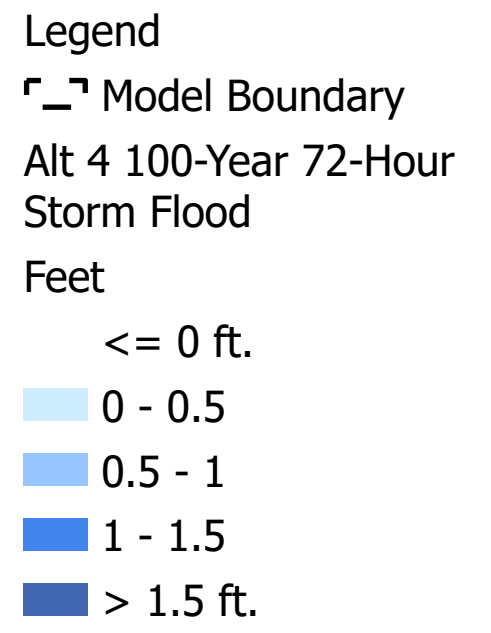 Legend
Model Boundary
Alt 4 100-Year 72-Hour
Storm Flood
Feet
<= 0 ft.
0 - 0.5
0.5 - 1
1 - 1.5
> 1.5 ft.